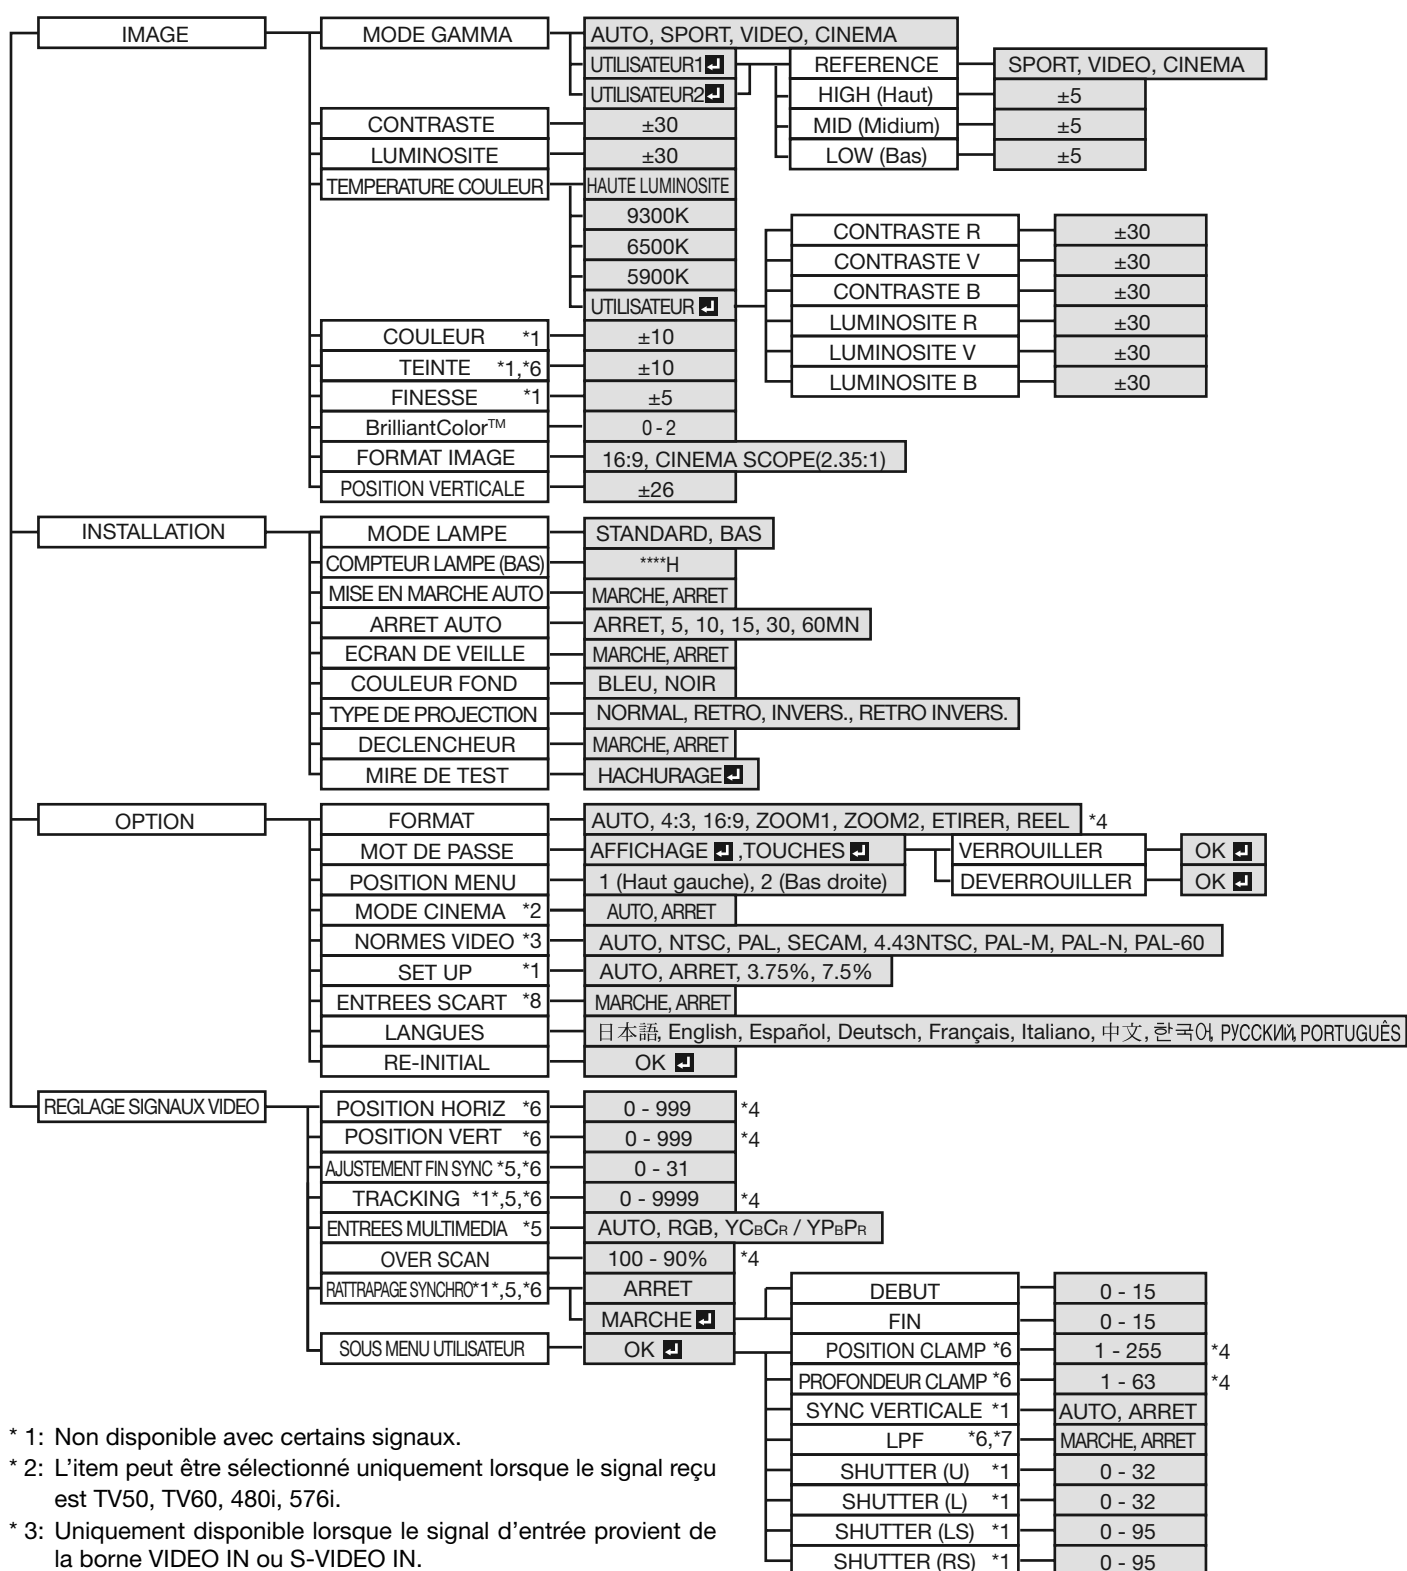 IMAGE MODE GAMMA AUTO, SPORT, VIDEO, CINEMA
UTILISATEUR1 REFERENCE SPORT, VIDEO, CINEMA
UTILISATEUR2 HIGH (Haut) ±5
CONTRASTE ±30 MID (Midium) ±5
LUMINOSITE ±30 LOW (Bas) ±5
TEMPERATURE COULEUR HAUTE LUMINOSITE
9300K CONTRASTE R ±30
6500K CONTRASTE V ±30
5900K CONTRASTE B ±30
UTILISATEUR LUMINOSITE R ±30
COULEUR *1 ±10 LUMINOSITE V ±30
TEINTE *1,*6 ±10 LUMINOSITE B ±30
FINESSE *1 ±5
BrilliantColor™ 0 - 2
FORMAT IMAGE 16:9, CINEMA SCOPE(2.35:1)
POSITION VERTICALE ±26
INSTALLATION MODE LAMPE STANDARD, BAS
COMPTEUR LAMPE (BAS) ****H
MISE EN MARCHE AUTO MARCHE, ARRET
ARRET AUTO ARRET, 5, 10, 15, 30, 60MN
ECRAN DE VEILLE MARCHE, ARRET
COULEUR FOND BLEU, NOIR
TYPE DE PROJECTION NORMAL, RETRO, INVERS., RETRO INVERS.
DECLENCHEUR MARCHE, ARRET
MIRE DE TEST HACHURAGE
OPTION FORMAT AUTO, 4:3, 16:9, ZOOM1, ZOOM2, ETIRER, REEL *4
MOT DE PASSE AFFICHAGE ,TOUCHES VERROUILLER OK
POSITION MENU 1 (Haut gauche), 2 (Bas droite) DEVERROUILLER OK
MODE CINEMA *2 AUTO, ARRET
NORMES VIDEO *3 AUTO, NTSC, PAL, SECAM, 4.43NTSC, PAL-M, PAL-N, PAL-60
SET UP *1 AUTO, ARRET, 3.75%, 7.5%
ENTREES SCART *8 MARCHE, ARRET
LANGUES 日本語, English, Español, Deutsch, Français, Italiano, 中文, 한국어, РУССКИй, PORTUGUÊS
RE-INITIAL OK
REGLAGE SIGNAUX VIDEO POSITION HORIZ *6 0 - 999 *4
POSITION VERT *6 0 - 999 *4
AJUSTEMENT FIN SYNC *5,*6 0 - 31
TRACKING *1*,5,*6 0 - 9999 *4
ENTREES MULTIMEDIA *5 AUTO, RGB, YCBCR / YPBPR
OVER SCAN 100 - 90% *4
RATTRAPAGE SYNCHRO*1*,5,*6 ARRET DEBUT 0 - 15
MARCHE FIN 0 - 15
SOUS MENU UTILISATEUR OK POSITION CLAMP *6 1 - 255 *4
PROFONDEUR CLAMP *6 1 - 63 *4
SYNC VERTICALE *1 AUTO, ARRET
LPF *6,*7 MARCHE, ARRET
SHUTTER (U) *1 0 - 32
SHUTTER (L) *1 0 - 32
SHUTTER (LS) *1 0 - 95
SHUTTER (RS) *1 0 - 95
* 1: Non disponible avec certains signaux.
* 2: L'item peut être sélectionné uniquement lorsque le signal reçu
est TV50, TV60, 480i, 576i.
* 3: Uniquement disponible lorsque le signal d'entrée provient de
la borne VIDEO IN ou S-VIDEO IN.